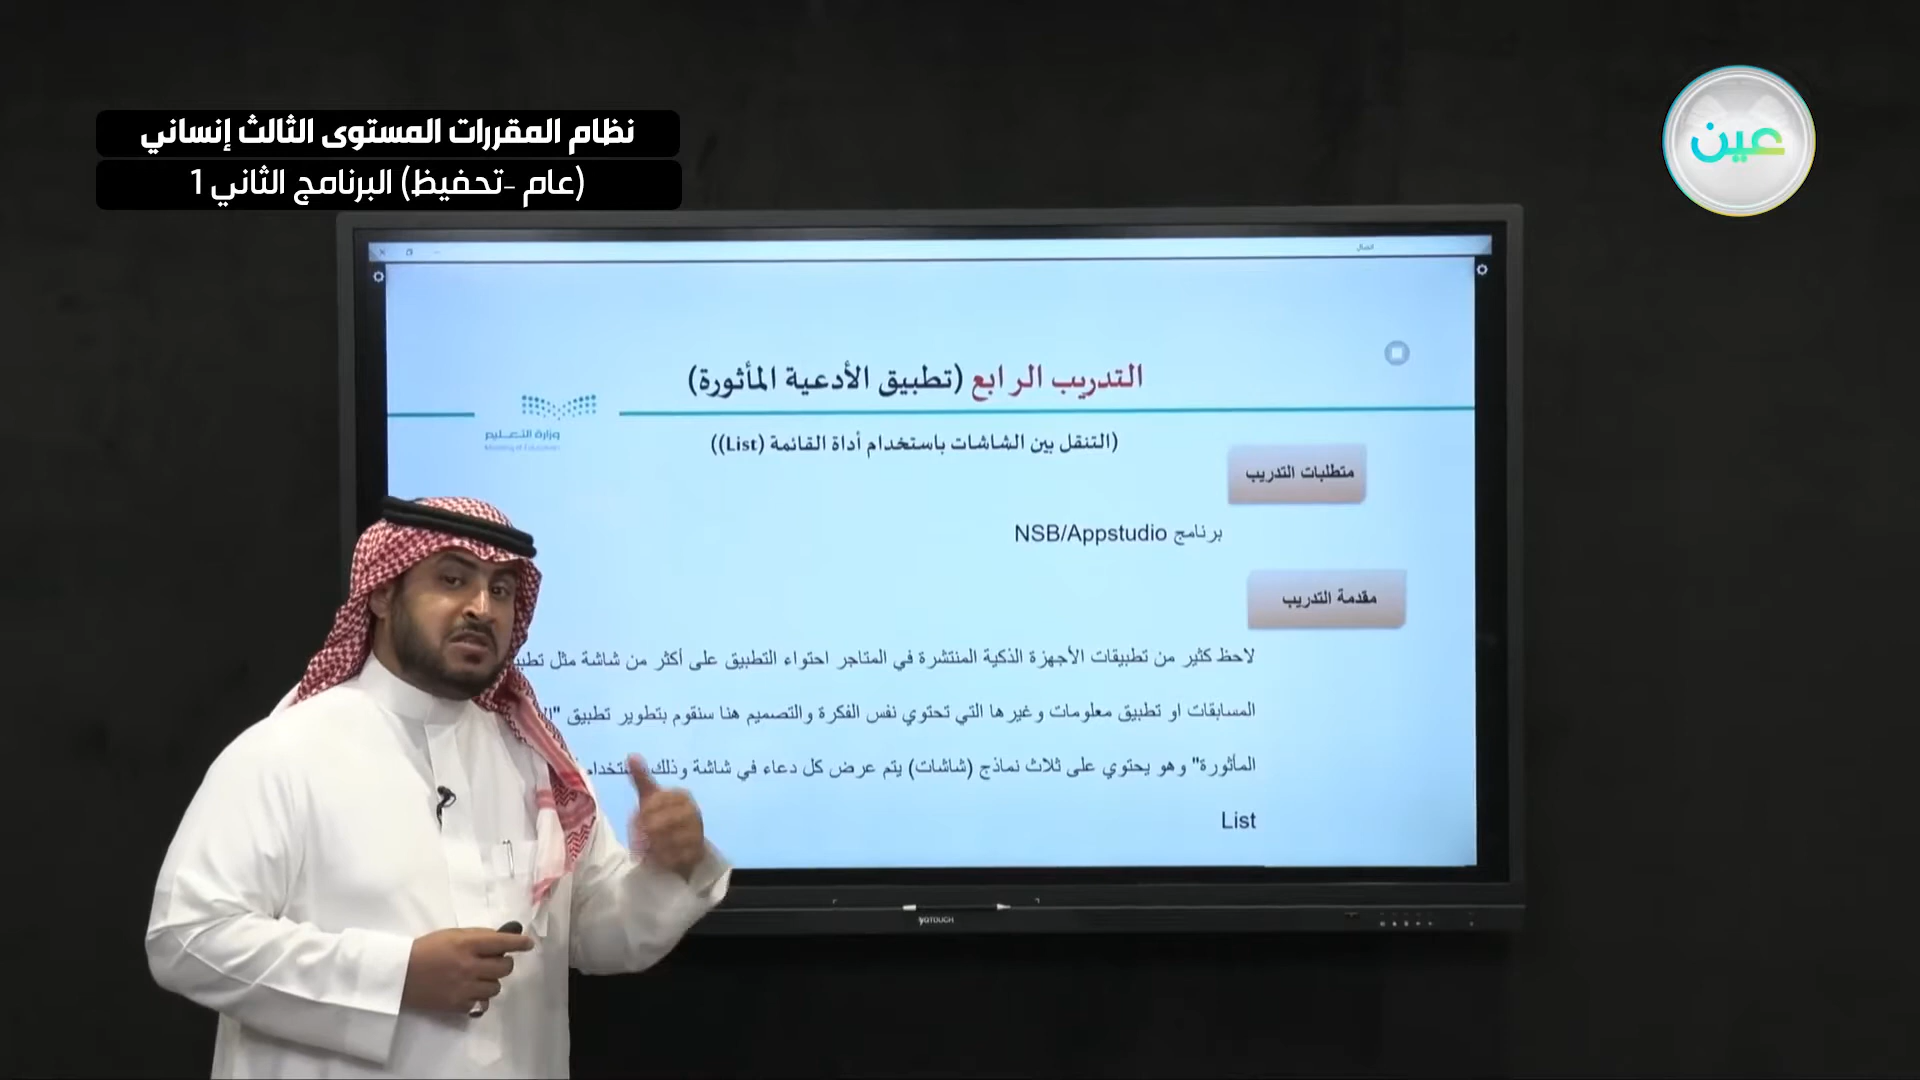 نظام المقررات المستوى الثالث إنساني
(عام -تحفيظ) البرنامج الثاني 1
عين
اتصال
التدريب الرابع (تطبيق الأدعية المأثورة)
وزارة التعليم
Ministry of Education
(التنقل بين الشاشات باستخدام أداة القائمة (List))
متطلبات التدريب
برنامج NSB/Appstudio
مقدمة التدريب
لاحظ كثير من تطبيقات الأجهزة الذكية المنتشرة في المتاجر احتواء التطبيق على أكثر من شاشة مثل
المسابقات او تطبيق معلومات وغيرها التي تحتوي نفس الفكرة والتصميم هنا سنقوم بتطوير تطبيق
المأثورة" وهو يحتوي على ثلاث نماذج (شاشات) يتم عرض كل دعاء في شاشة وذلك
List